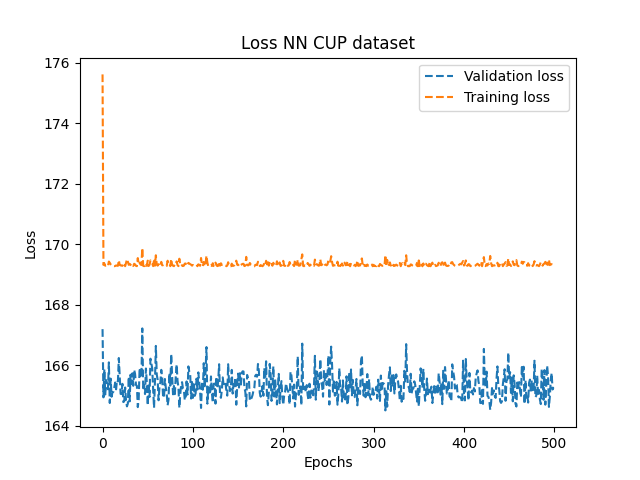 Loss NN CUP dataset
Validation loss
Training loss
176
174
172
170
168
166
164
Loss
0
100
200
300
400
500
Epochs